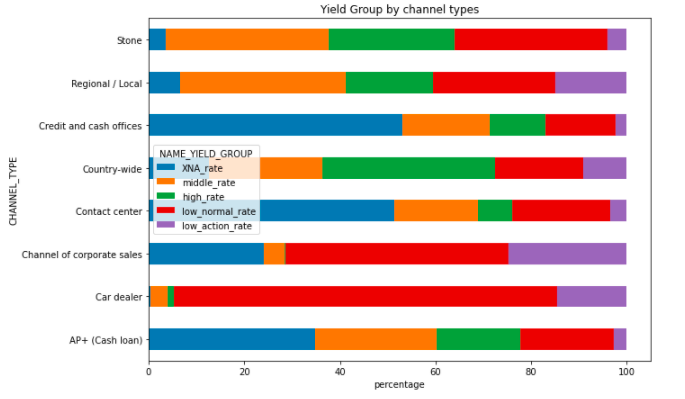 Yield Group by channel types
CHANNEL_TYPE
Stone
Regional / Local
Credit and cash offices
Country-wide
Contact center
Channel of corporate sales
Car dealer
AP+ (Cash loan)
NAME_YIELD_GROUP
XNA_rate
middle_rate
high_rate
low_normal_rate
low_action_rate
0 20 40 60 80 100
percentage